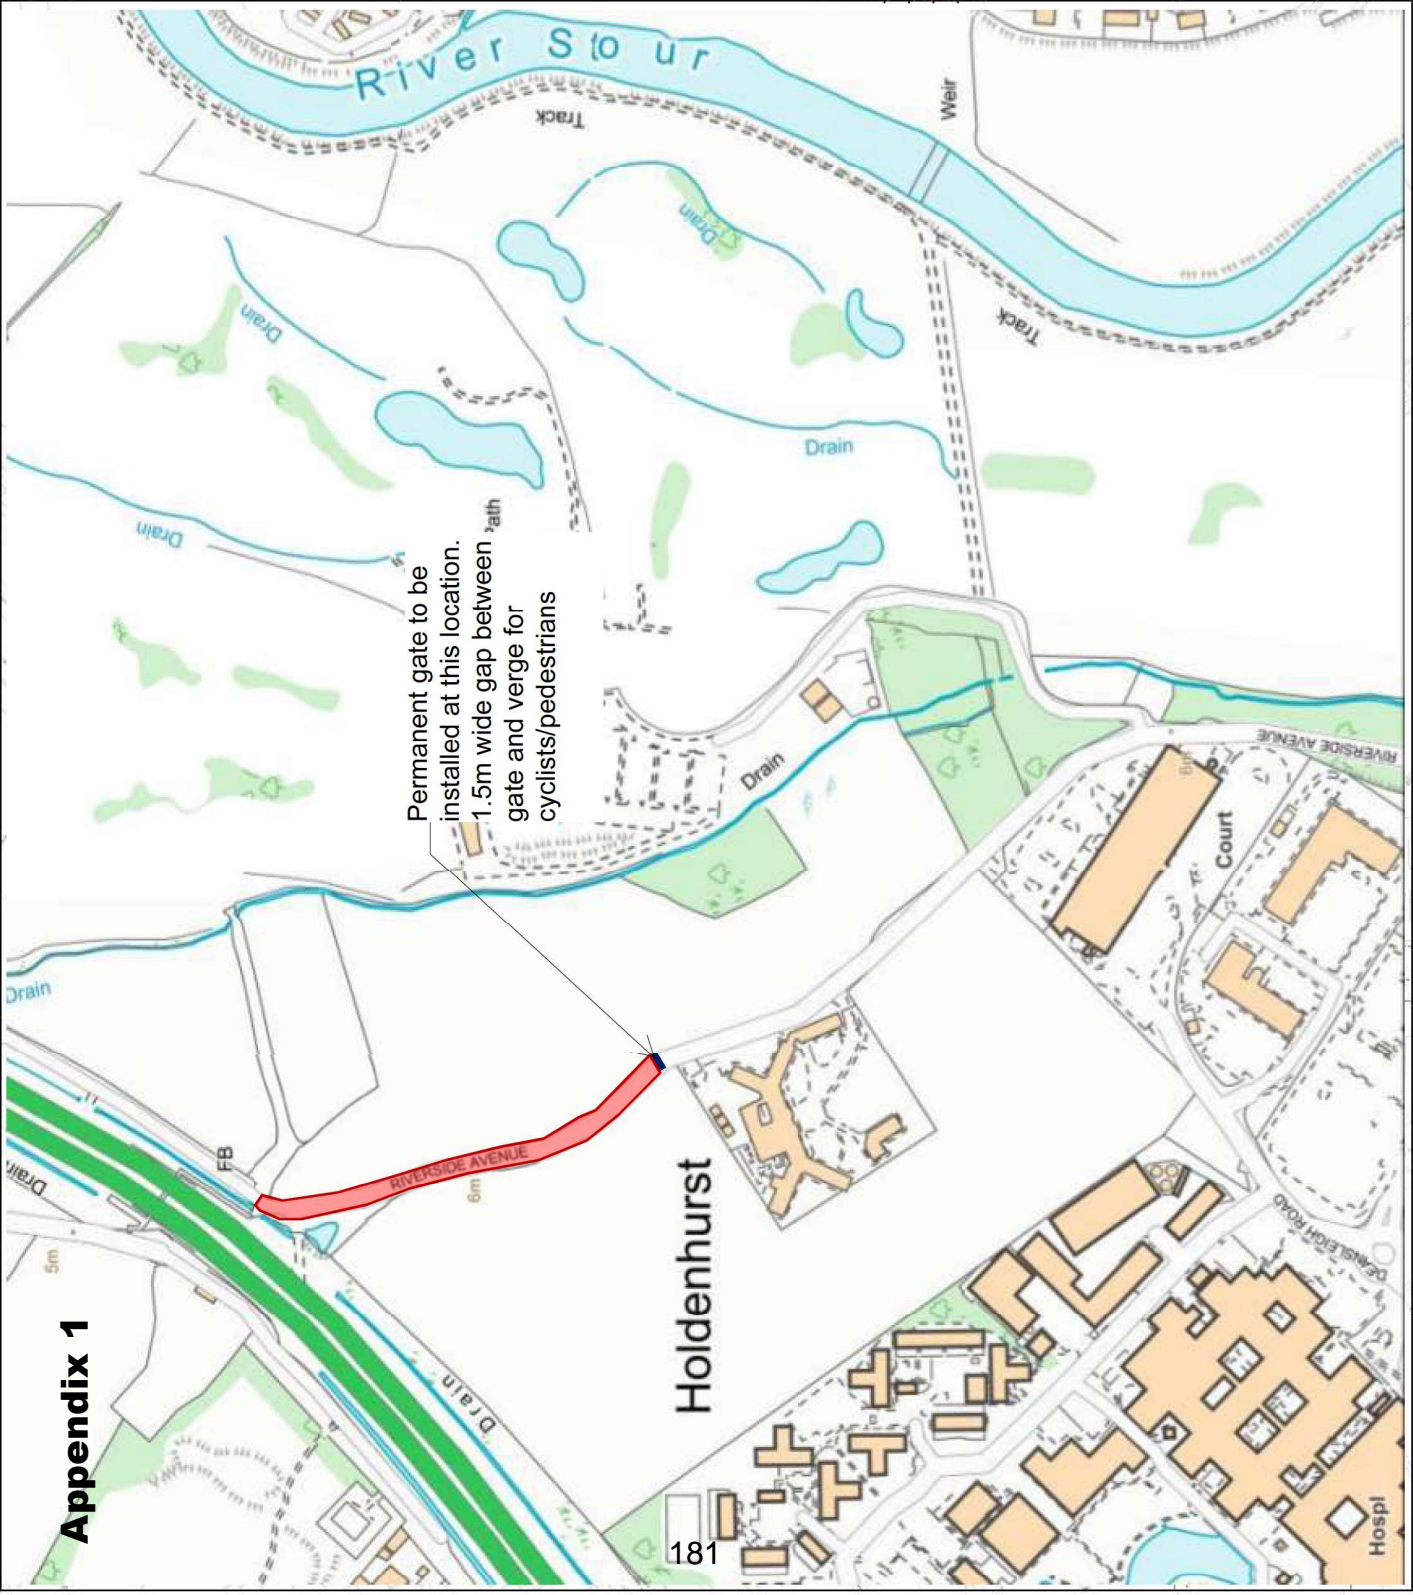 Appendix 1
River Stour
Track
Weir
Track
Drain
Drain
Drain
Drain
Path
Permanent gate to be
installed at this location.
1.5m wide gap between
gate and verge for
cyclists/pedestrians
Drain
Drain
Drain
FB
5m
RIVERSIDE AVENUE
6m
Drain
Holdenhurst
RIVERSIDE AVENUE
6m
Court
DEANSLEIGH ROAD
Hospl
181